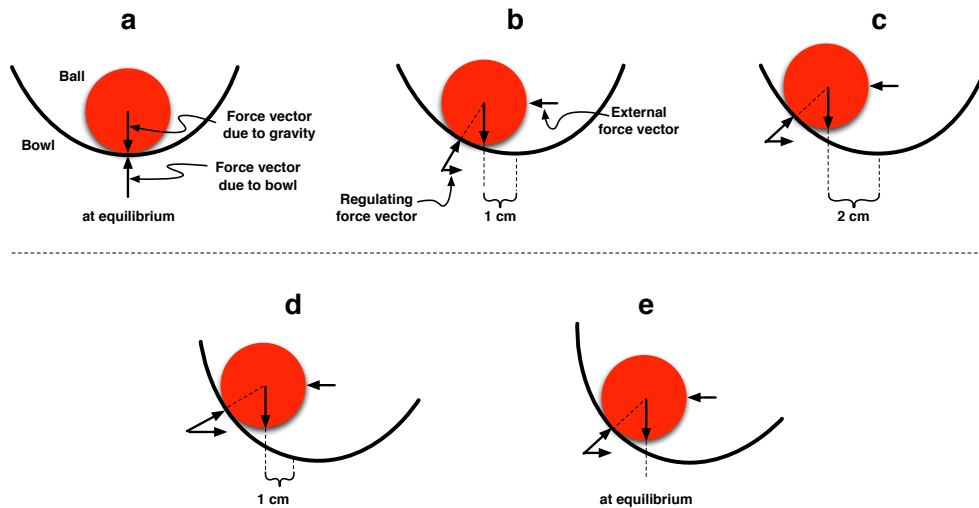 a
Ball
Force vector
due to gravity
Bowl
Force vector
due to bowl
at equilibrium
b
External
force vector
Regulating
force vector
1 cm
c
2 cm
d
1 cm
e
at equilibrium